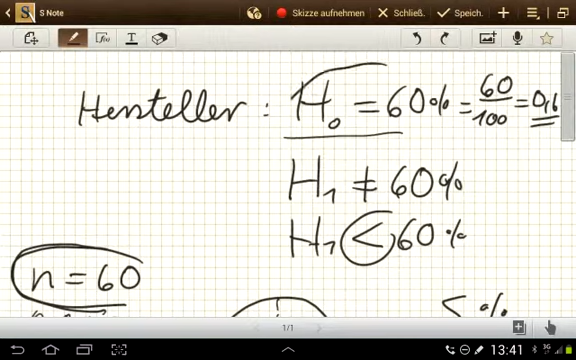 S Note
Skizze aufnehmen
Schließ.
Speich.
Hersteller : H₀ = 60% = 60/100 = 0,6
H₁ ≠ 60%
H₁ < 60%
n = 60
< %
1/1
3G
13:41